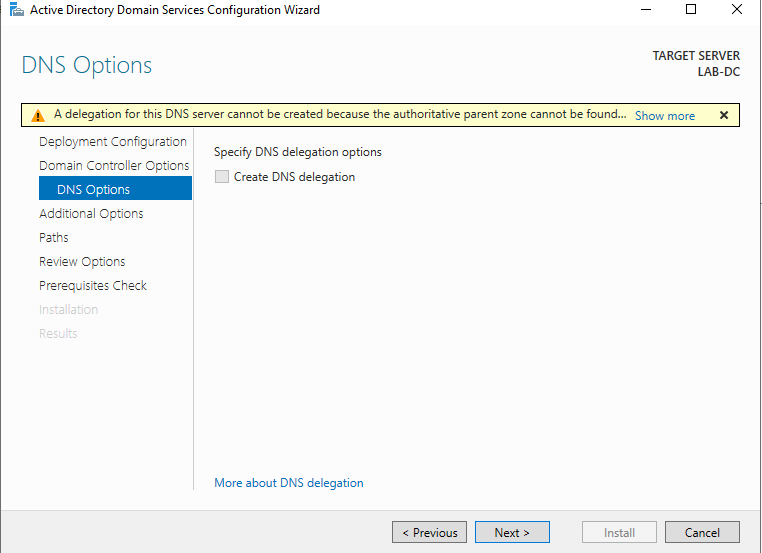 Active Directory Domain Services Configuration Wizard
DNS Options
TARGET SERVER
LAB-DC
A delegation for this DNS server cannot be created because the authoritative parent zone cannot be found... Show more
Deployment Configuration
Domain Controller Options
DNS Options
Additional Options
Paths
Review Options
Prerequisites Check
Installation
Results
Specify DNS delegation options
Create DNS delegation
More about DNS delegation
< Previous
Next >
Install
Cancel